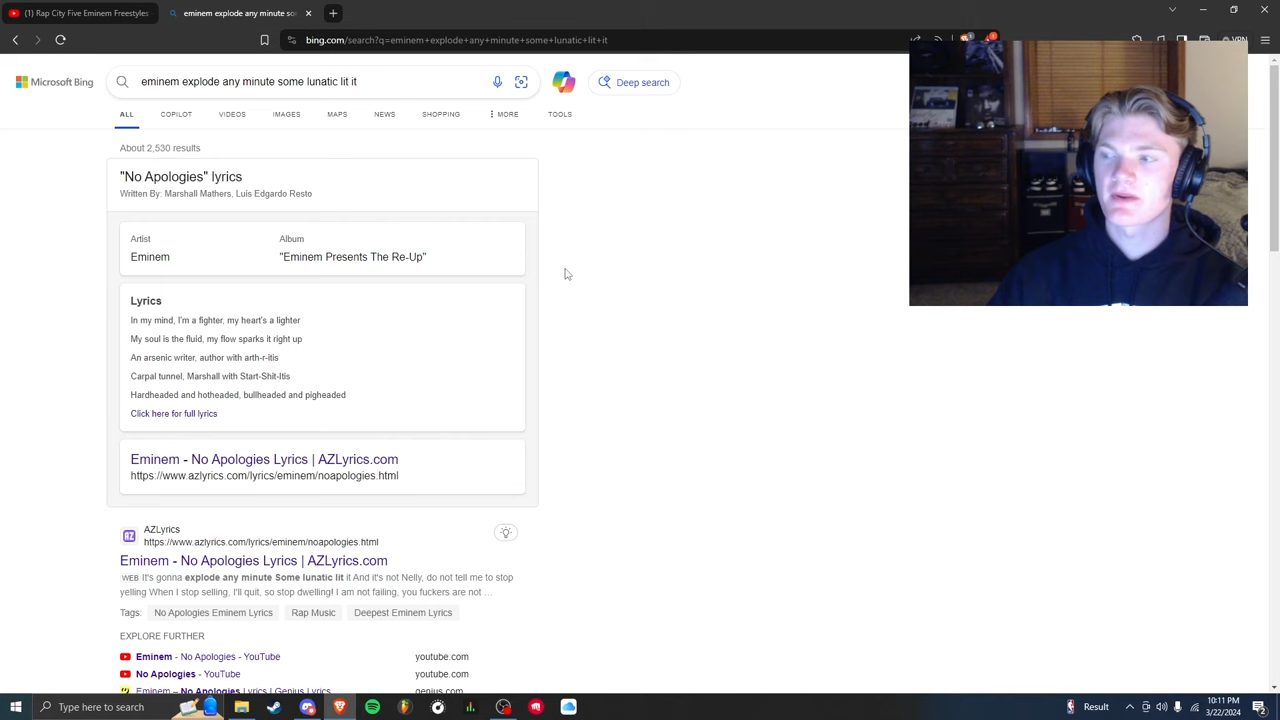 (1) Rap City Five Eminem Freestyles
eminem explode any minute some
bing.com/search?q=eminem+explode+any+minute+some+lunatic+lit+it
Microsoft Bing
eminem explode any minute some lunatic lit it
Deep search
ALL
COPILOT
VIDEOS
IMAGES
MAPS
NEWS
SHOPPING
MORE
TOOLS
About 2,530 results
"No Apologies" lyrics
Written By: Marshall Mathers, Luis Edgardo Resto
Artist
Album
Eminem
"Eminem Presents The Re-Up"
Lyrics
In my mind, I'm a fighter, my heart's a lighter
My soul is the fluid, my flow sparks it right up
An arsenic writer, author with arth-r-itis
Carpal tunnel, Marshall with Start-Shit-Itis
Hardheaded and hotheaded, bullheaded and pigheaded
Click here for full lyrics
Eminem - No Apologies Lyrics | AZLyrics.com
https://www.azlyrics.com/lyrics/eminem/noapologies.html
AZ
AZLyrics
https://www.azlyrics.com/lyrics/eminem/noapologies.html
Eminem - No Apologies Lyrics | AZLyrics.com
WEB It's gonna explode any minute Some lunatic lit it And it's not Nelly, do not tell me to stop
yelling When I stop selling, I'll quit, so stop dwelling! I am not failing, you fuckers are not …
Tags: No Apologies Eminem Lyrics Rap Music Deepest Eminem Lyrics
EXPLORE FURTHER
Eminem - No Apologies - YouTube youtube.com
No Apologies - YouTube youtube.com
Eminem – No Apologies Lyrics | Genius Lyrics genius.com
Type here to search
Result
10:11 PM
3/22/2024